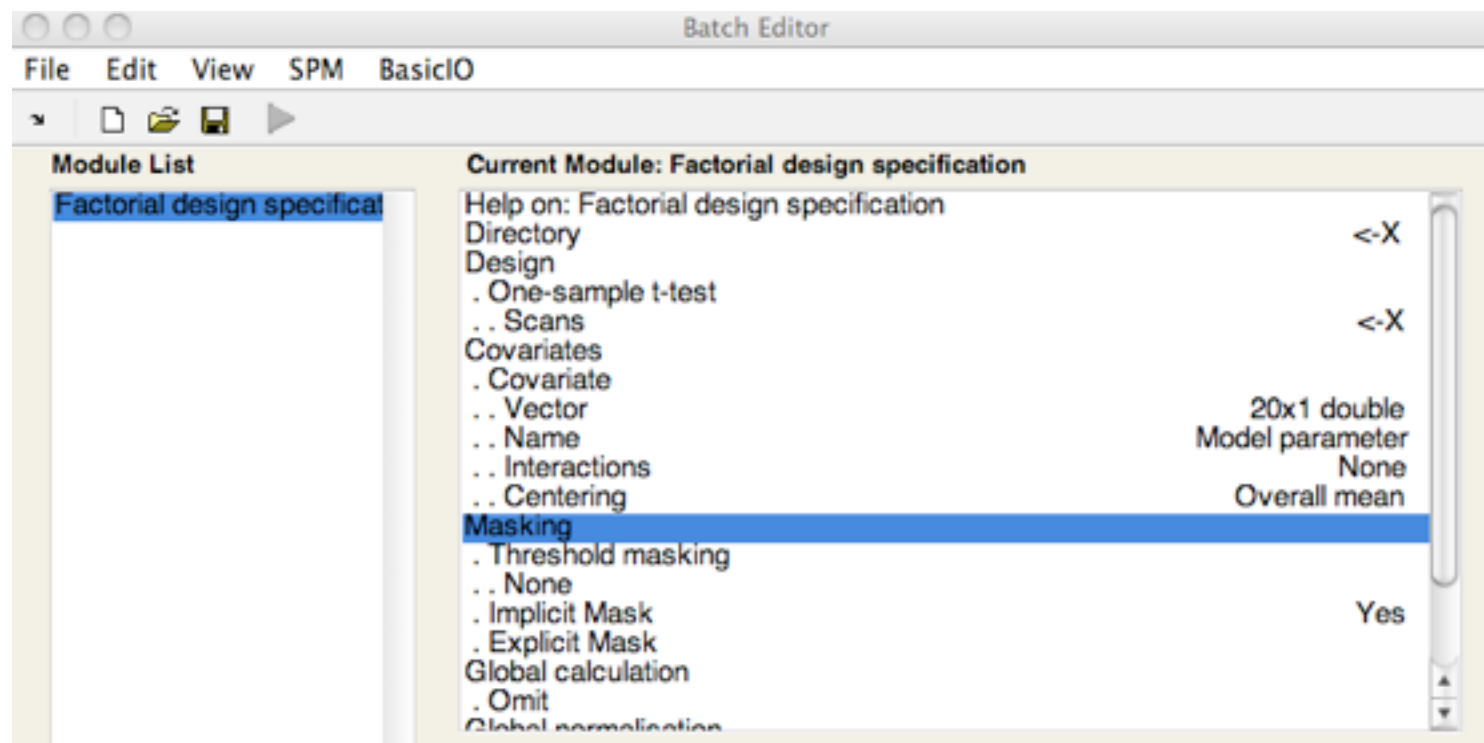 Batch Editor
File Edit View SPM BasicIO
Module List
Current Module: Factorial design specification
Factorial design specificat
Help on: Factorial design specification
Directory <-X
Design
. One-sample t-test
. . Scans <-X
Covariates
. Covariate
. . Vector 20x1 double
. . Name Model parameter
. . Interactions None
. . Centering Overall mean
Masking
. Threshold masking
. . None
. Implicit Mask Yes
. Explicit Mask
Global calculation
. Omit
Global normalisation